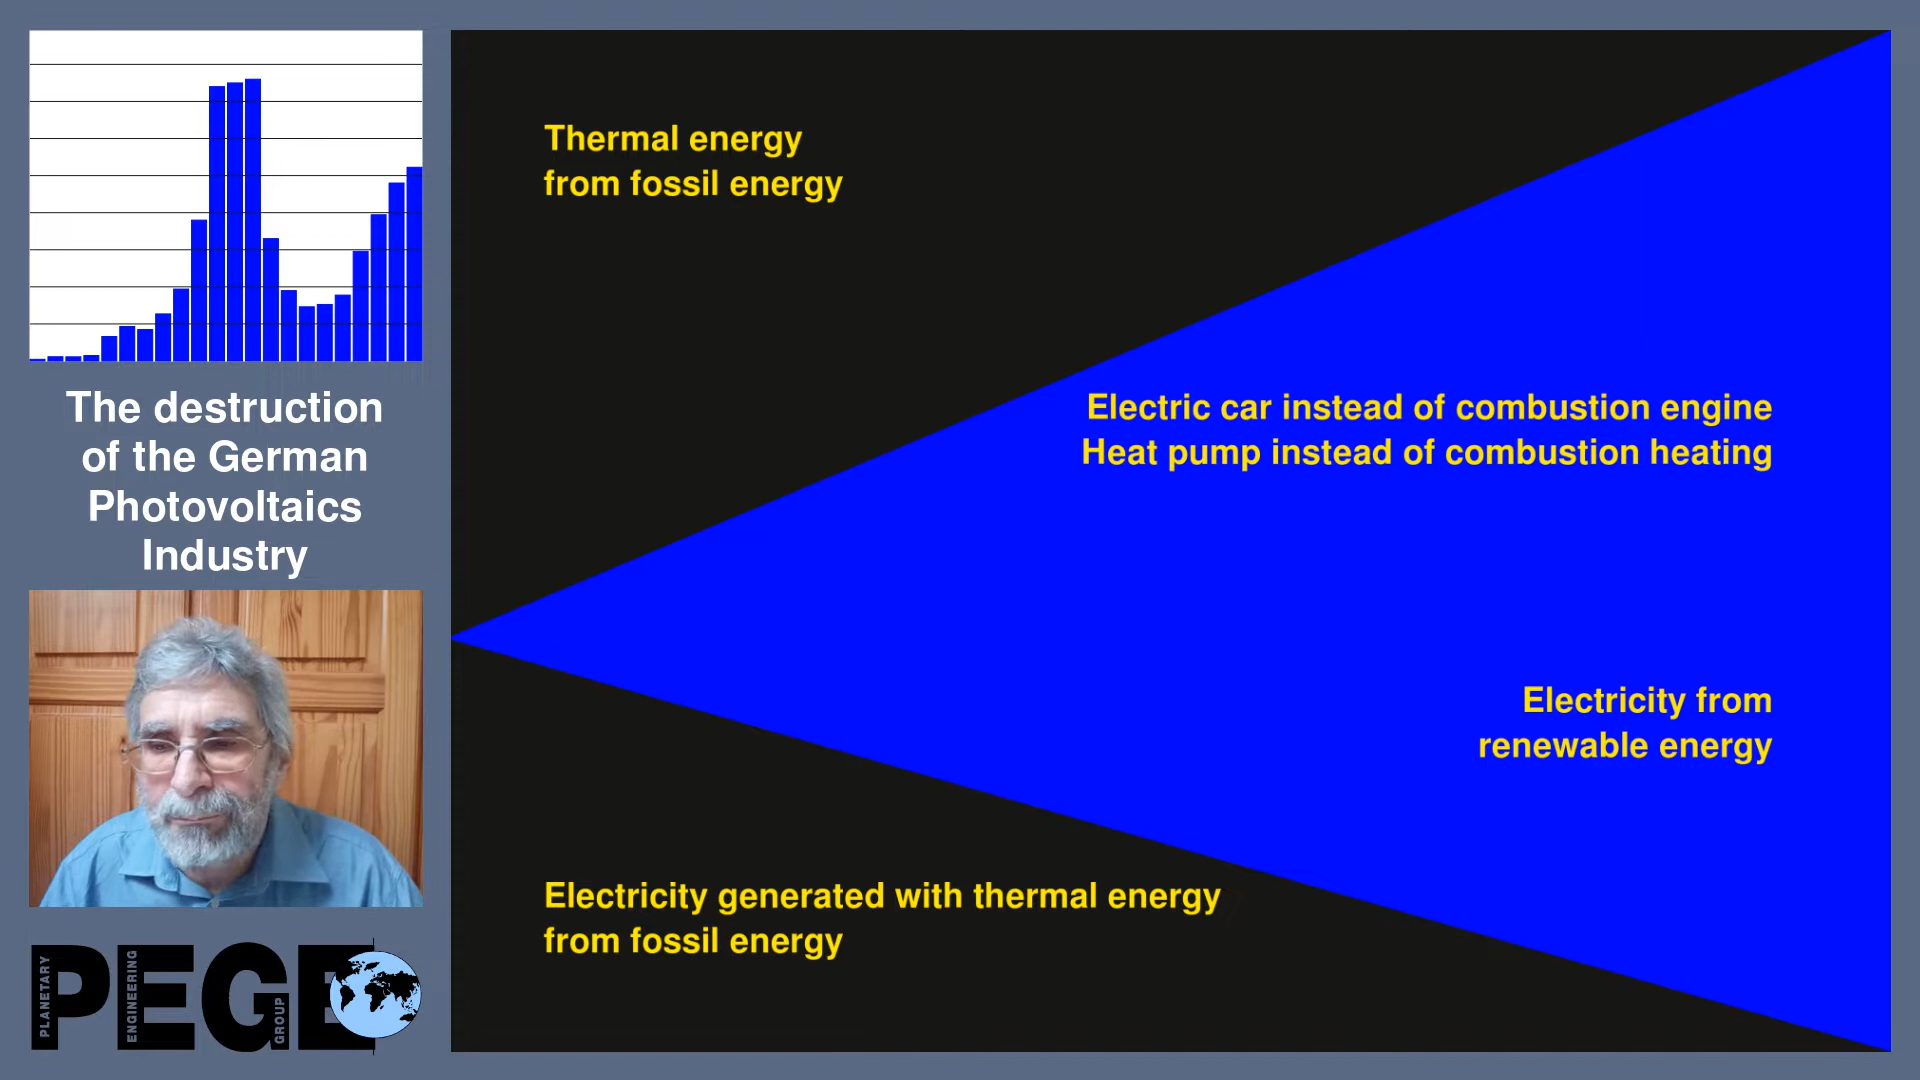 The destruction
of the German
Photovoltaics
Industry
PEGE
PLANETARY
ENGINEERING
GROUP
Thermal energy
from fossil energy
Electric car instead of combustion engine
Heat pump instead of combustion heating
Electricity from
renewable energy
Electricity generated with thermal energy
from fossil energy